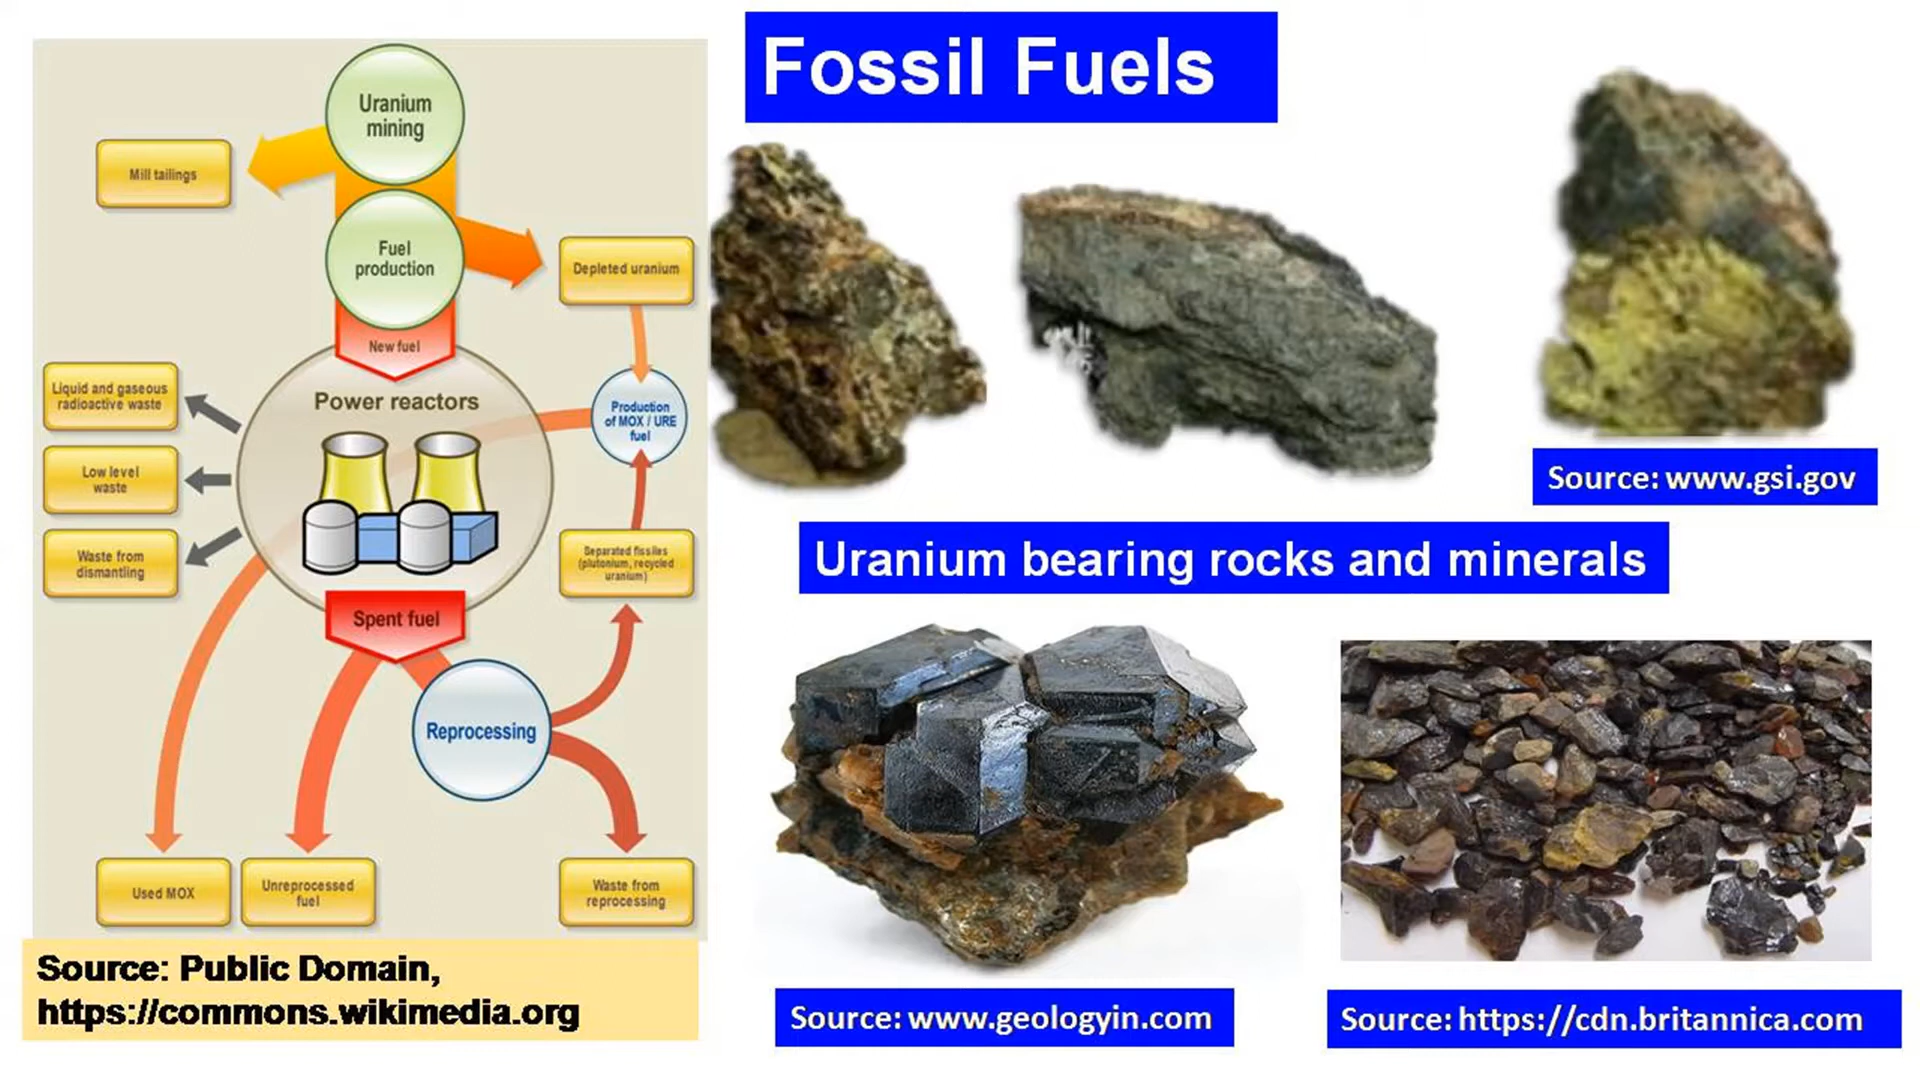 Fossil Fuels
Uranium
mining
Mill tailings
Fuel
production
Depleted uranium
New fuel
Power reactors
Liquid and gaseous
radioactive waste
Low level
waste
Waste from
dismantling
Production
of MOX / URE
fuel
Separated fissiles
(plutonium, recycled
uranium)
Spent fuel
Reprocessing
Used MOX
Unreprocessed
fuel
Waste from
reprocessing
Source: Public Domain,
https://commons.wikimedia.org
Source: www.gsi.gov
Uranium bearing rocks and minerals
Source: www.geologyin.com
Source: https://cdn.britannica.com